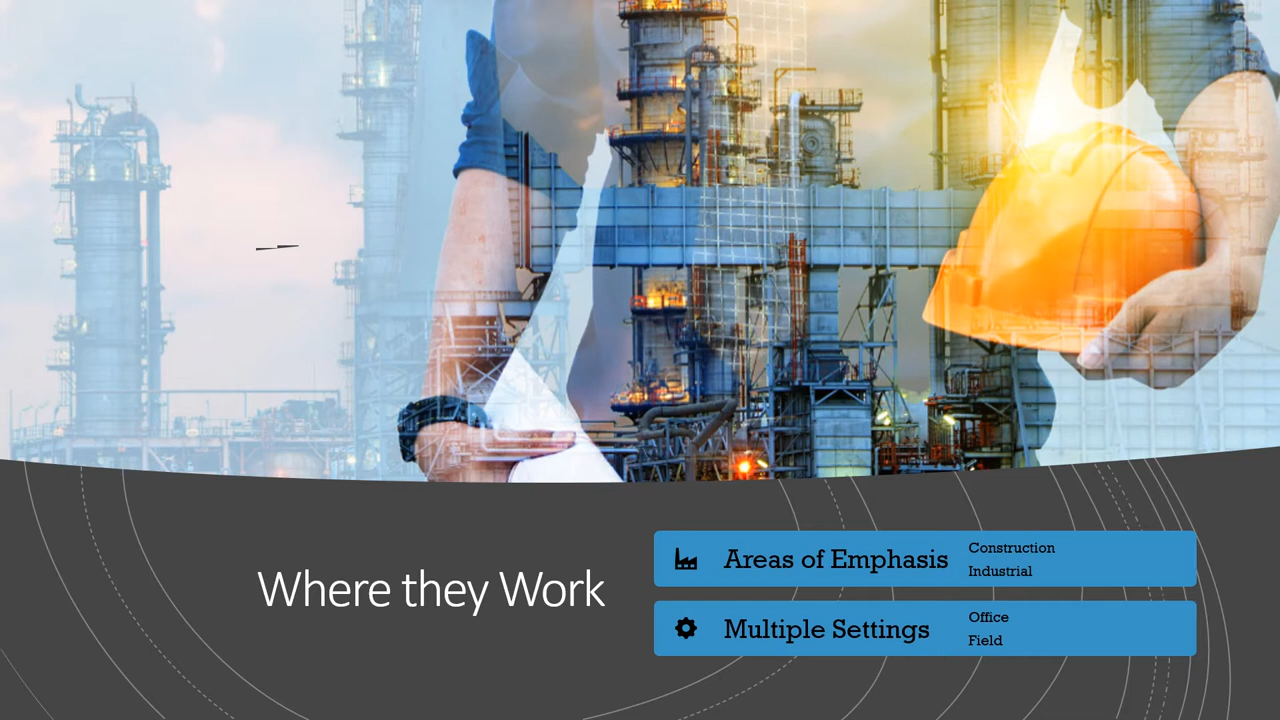 Where they Work
Areas of Emphasis
Construction
Industrial
Multiple Settings
Office
Field